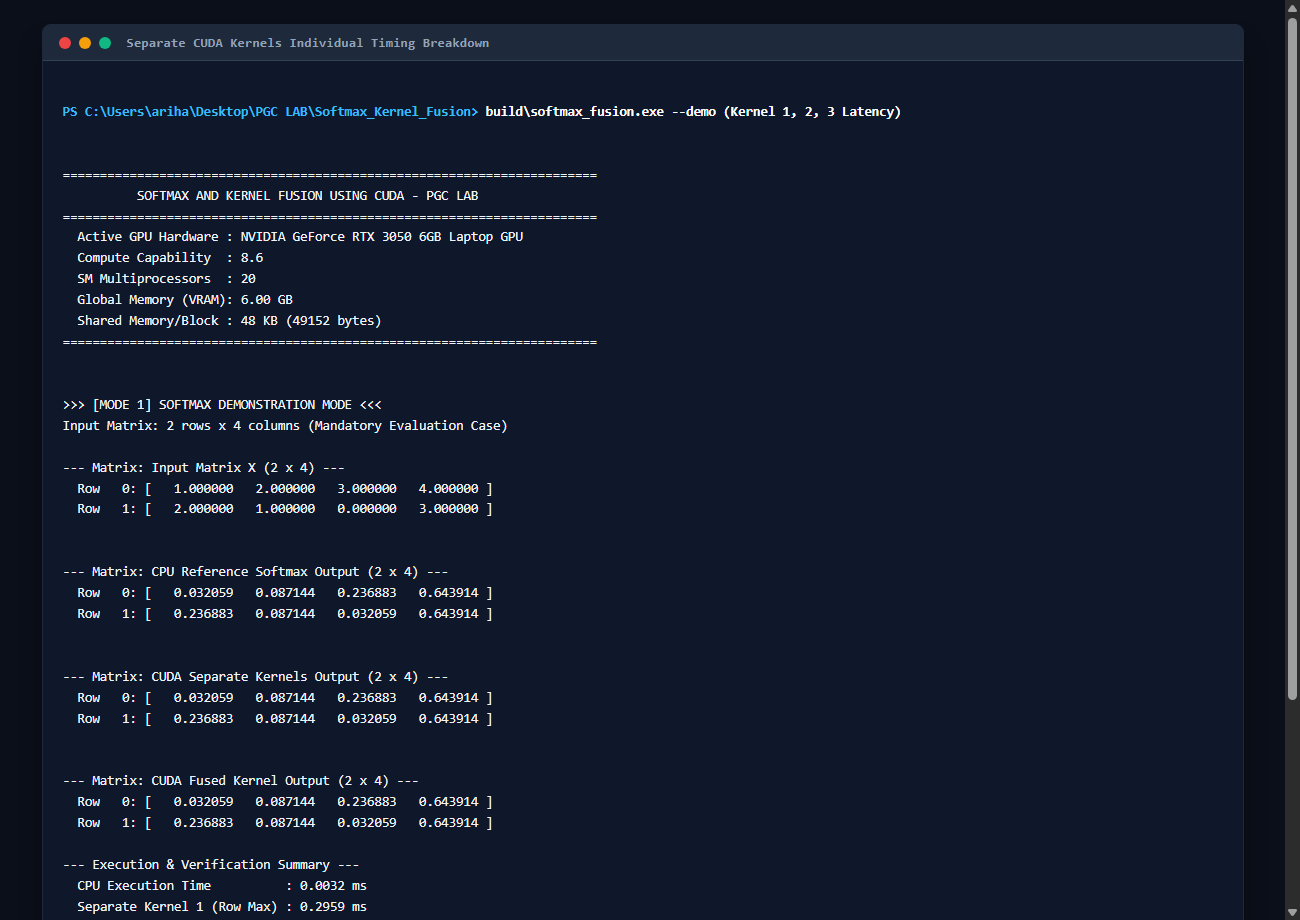 Separate CUDA Kernels Individual Timing Breakdown
PS C:\Users\ariha\Desktop\PGC LAB\Softmax_Kernel_Fusion> build\softmax_fusion.exe --demo (Kernel 1, 2, 3 Latency)
========================================================================
SOFTMAX AND KERNEL FUSION USING CUDA - PGC LAB
========================================================================
Active GPU Hardware : NVIDIA GeForce RTX 3050 6GB Laptop GPU
Compute Capability  : 8.6
SM Multiprocessors  : 20
Global Memory (VRAM): 6.00 GB
Shared Memory/Block : 48 KB (49152 bytes)
========================================================================
>>> [MODE 1] SOFTMAX DEMONSTRATION MODE <<<
Input Matrix: 2 rows x 4 columns (Mandatory Evaluation Case)
--- Matrix: Input Matrix X (2 x 4) ---
Row   0: [   1.000000   2.000000   3.000000   4.000000 ]
Row   1: [   2.000000   1.000000   0.000000   3.000000 ]
--- Matrix: CPU Reference Softmax Output (2 x 4) ---
Row   0: [   0.032059   0.087144   0.236883   0.643914 ]
Row   1: [   0.236883   0.087144   0.032059   0.643914 ]
--- Matrix: CUDA Separate Kernels Output (2 x 4) ---
Row   0: [   0.032059   0.087144   0.236883   0.643914 ]
Row   1: [   0.236883   0.087144   0.032059   0.643914 ]
--- Matrix: CUDA Fused Kernel Output (2 x 4) ---
Row   0: [   0.032059   0.087144   0.236883   0.643914 ]
Row   1: [   0.236883   0.087144   0.032059   0.643914 ]
--- Execution & Verification Summary ---
CPU Execution Time          : 0.0032 ms
Separate Kernel 1 (Row Max) : 0.2959 ms